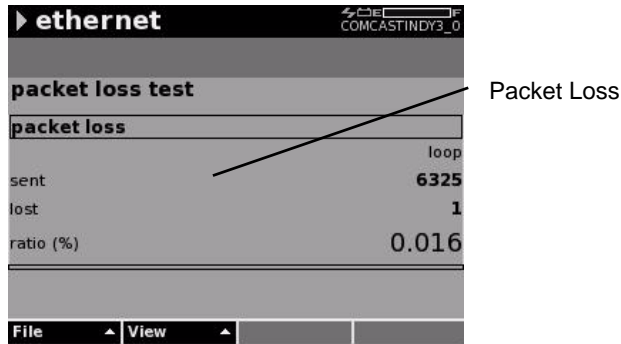 ethernet
E F
COMCASTINDY3_0
packet loss test
Packet Loss
packet loss
loop
sent 6325
lost 1
ratio (%) 0.016
File View